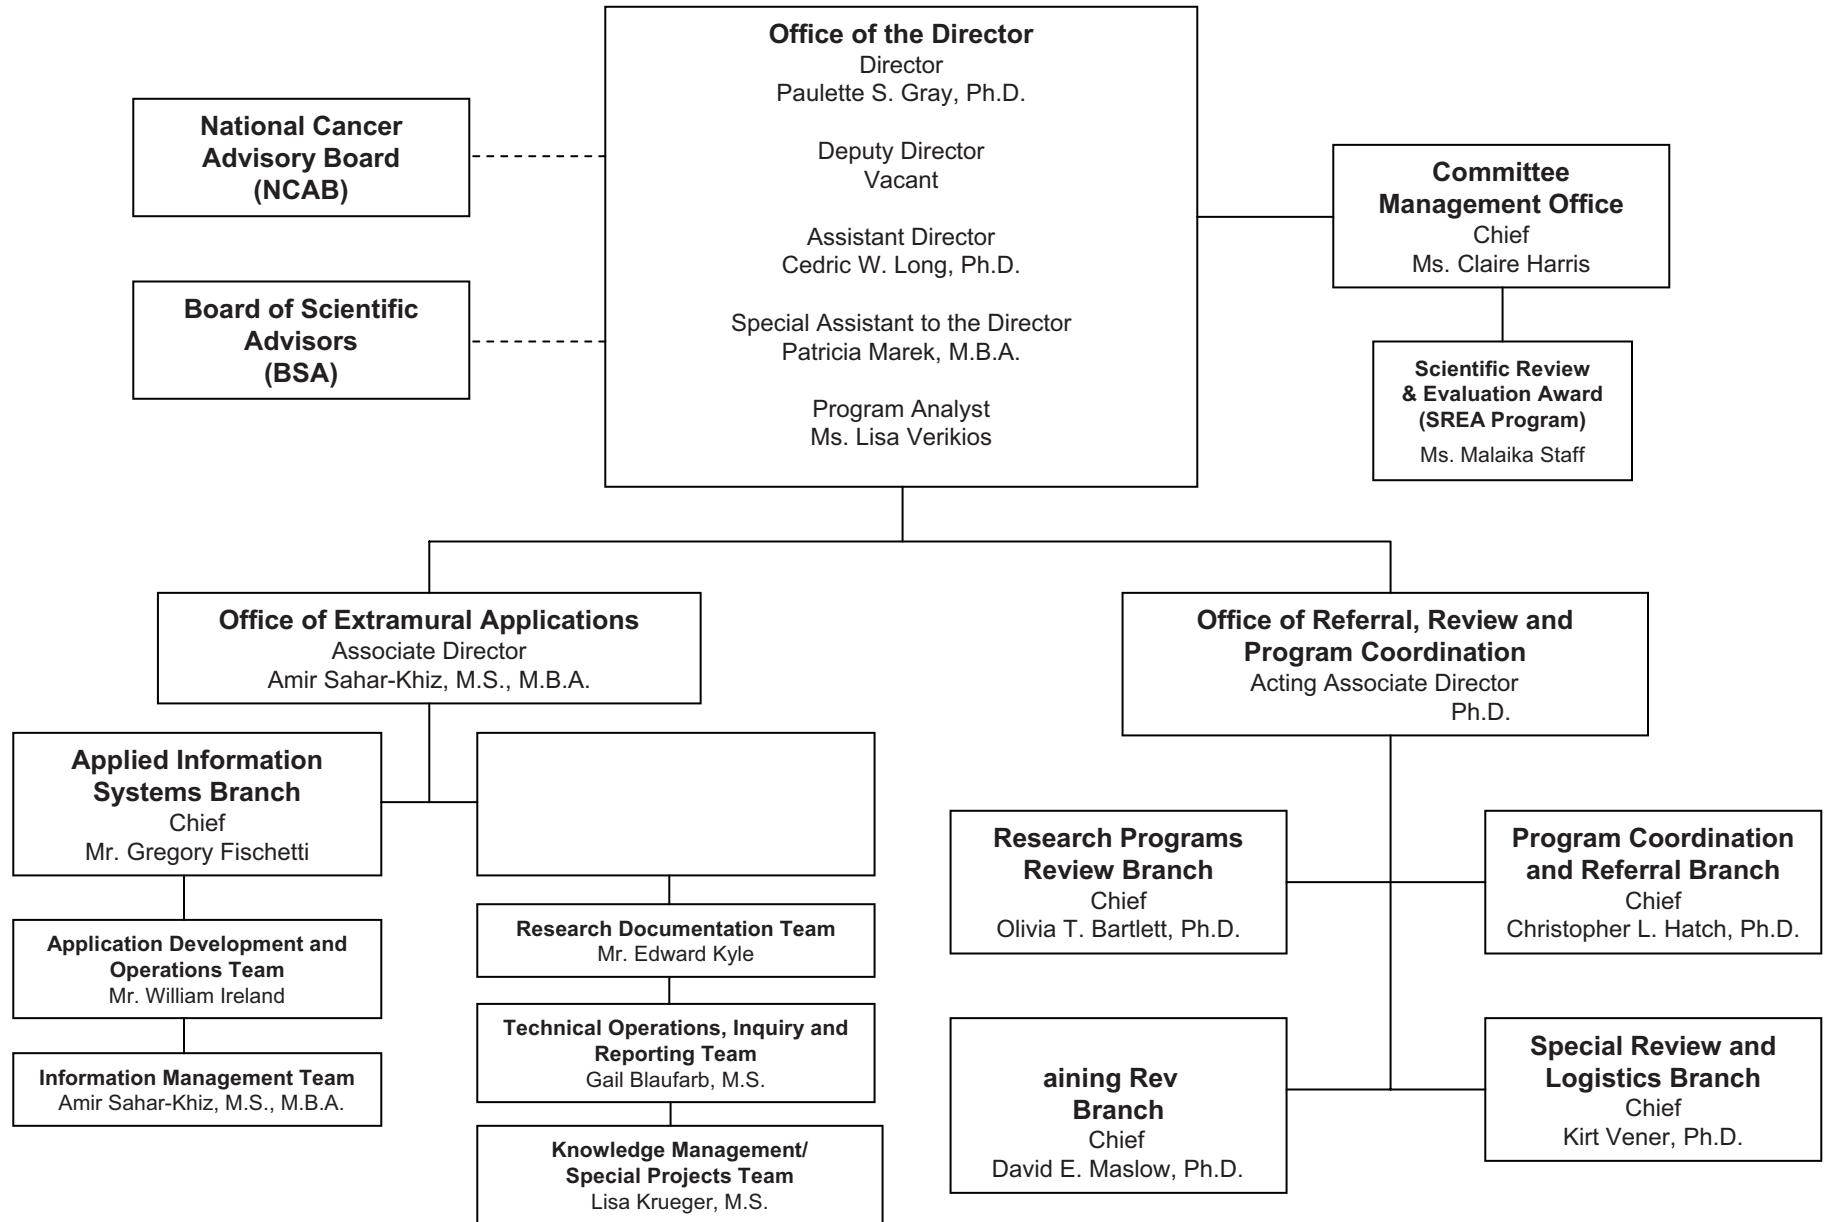 Office of the Director
Director
Paulette S. Gray, Ph.D.
Deputy Director
Vacant
Assistant Director
Cedric W. Long, Ph.D.
Special Assistant to the Director
Patricia Marek, M.B.A.
Program Analyst
Ms. Lisa Verikios
National Cancer
Advisory Board
(NCAB)
Board of Scientific
Advisors
(BSA)
Committee
Management Office
Chief
Ms. Claire Harris
Scientific Review
& Evaluation Award
(SREA Program)
Ms. Malaika Staff
Office of Extramural Applications
Associate Director
Amir Sahar-Khiz, M.S., M.B.A.
Applied Information
Systems Branch
Chief
Mr. Gregory Fischetti
Application Development and
Operations Team
Mr. William Ireland
Information Management Team
Amir Sahar-Khiz, M.S., M.B.A.
Research Documentation Team
Mr. Edward Kyle
Technical Operations, Inquiry and
Reporting Team
Gail Blaufarb, M.S.
Knowledge Management/
Special Projects Team
Lisa Krueger, M.S.
Office of Referral, Review and
Program Coordination
Acting Associate Director
Ph.D.
Research Programs
Review Branch
Chief
Olivia T. Bartlett, Ph.D.
Program Coordination
and Referral Branch
Chief
Christopher L. Hatch, Ph.D.
aining Rev
Branch
Chief
David E. Maslow, Ph.D.
Special Review and
Logistics Branch
Chief
Kirt Vener, Ph.D.